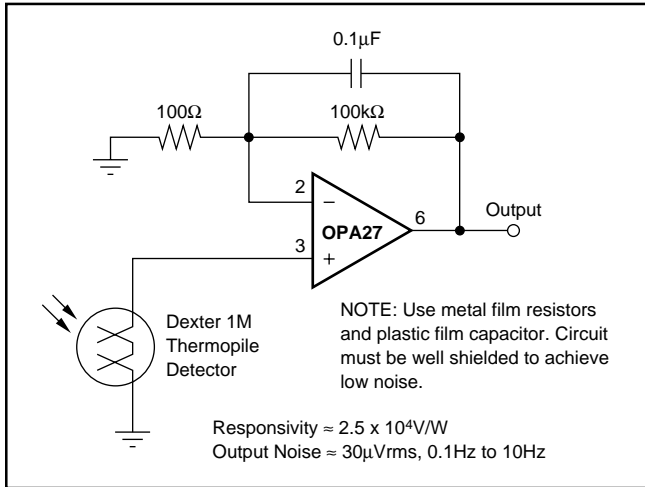 0.1µF
100Ω
100kΩ
2
−
6
Output
OPA27
3
+
Dexter 1M
Thermopile
Detector
NOTE: Use metal film resistors
and plastic film capacitor. Circuit
must be well shielded to achieve
low noise.
Responsivity ≈ 2.5 x 10⁴V/W
Output Noise ≈ 30µVrms, 0.1Hz to 10Hz